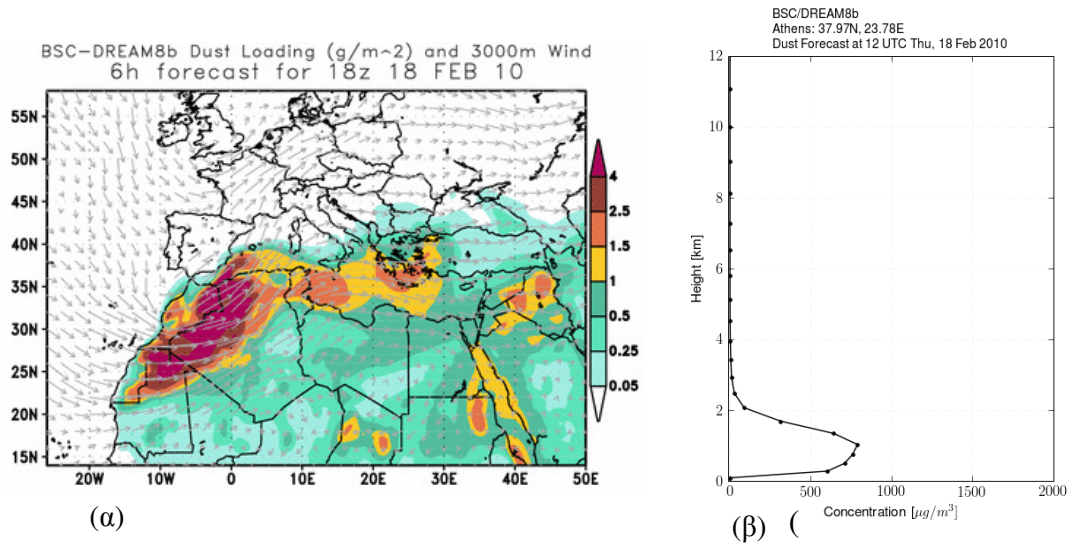 BSC-DREAM8b Dust Loading (g/m^2) and 3000m Wind
6h forecast for 18z 18 FEB 10
55N
50N
45N
40N
35N
30N
25N
20N
15N
20W 10W 0 10E 20E 30E 40E 50E
4
2.5
1.5
1
0.5
0.25
0.05
(α)
BSC/DREAM8b
Athens: 37.97N, 23.78E
Dust Forecast at 12 UTC Thu, 18 Feb 2010
Height [km]
12
10
8
6
4
2
0
0 500 1000 1500 2000
Concentration [μg/m³]
(β) (